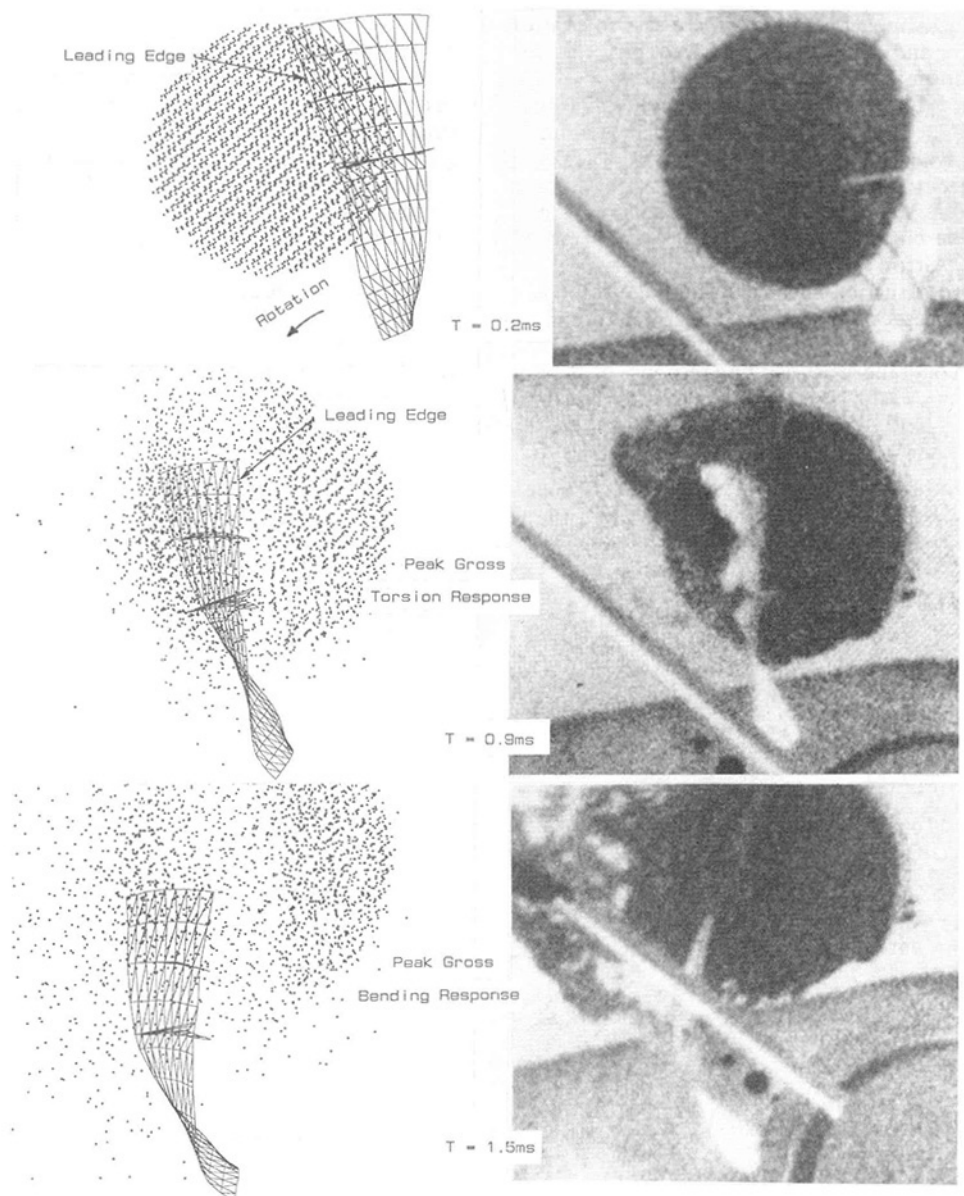 Leading Edge
Rotation
T = 0.2ms
Leading Edge
Peak Gross
Torsion Response
T = 0.9ms
Peak Gross
Bending Response
T = 1.5ms